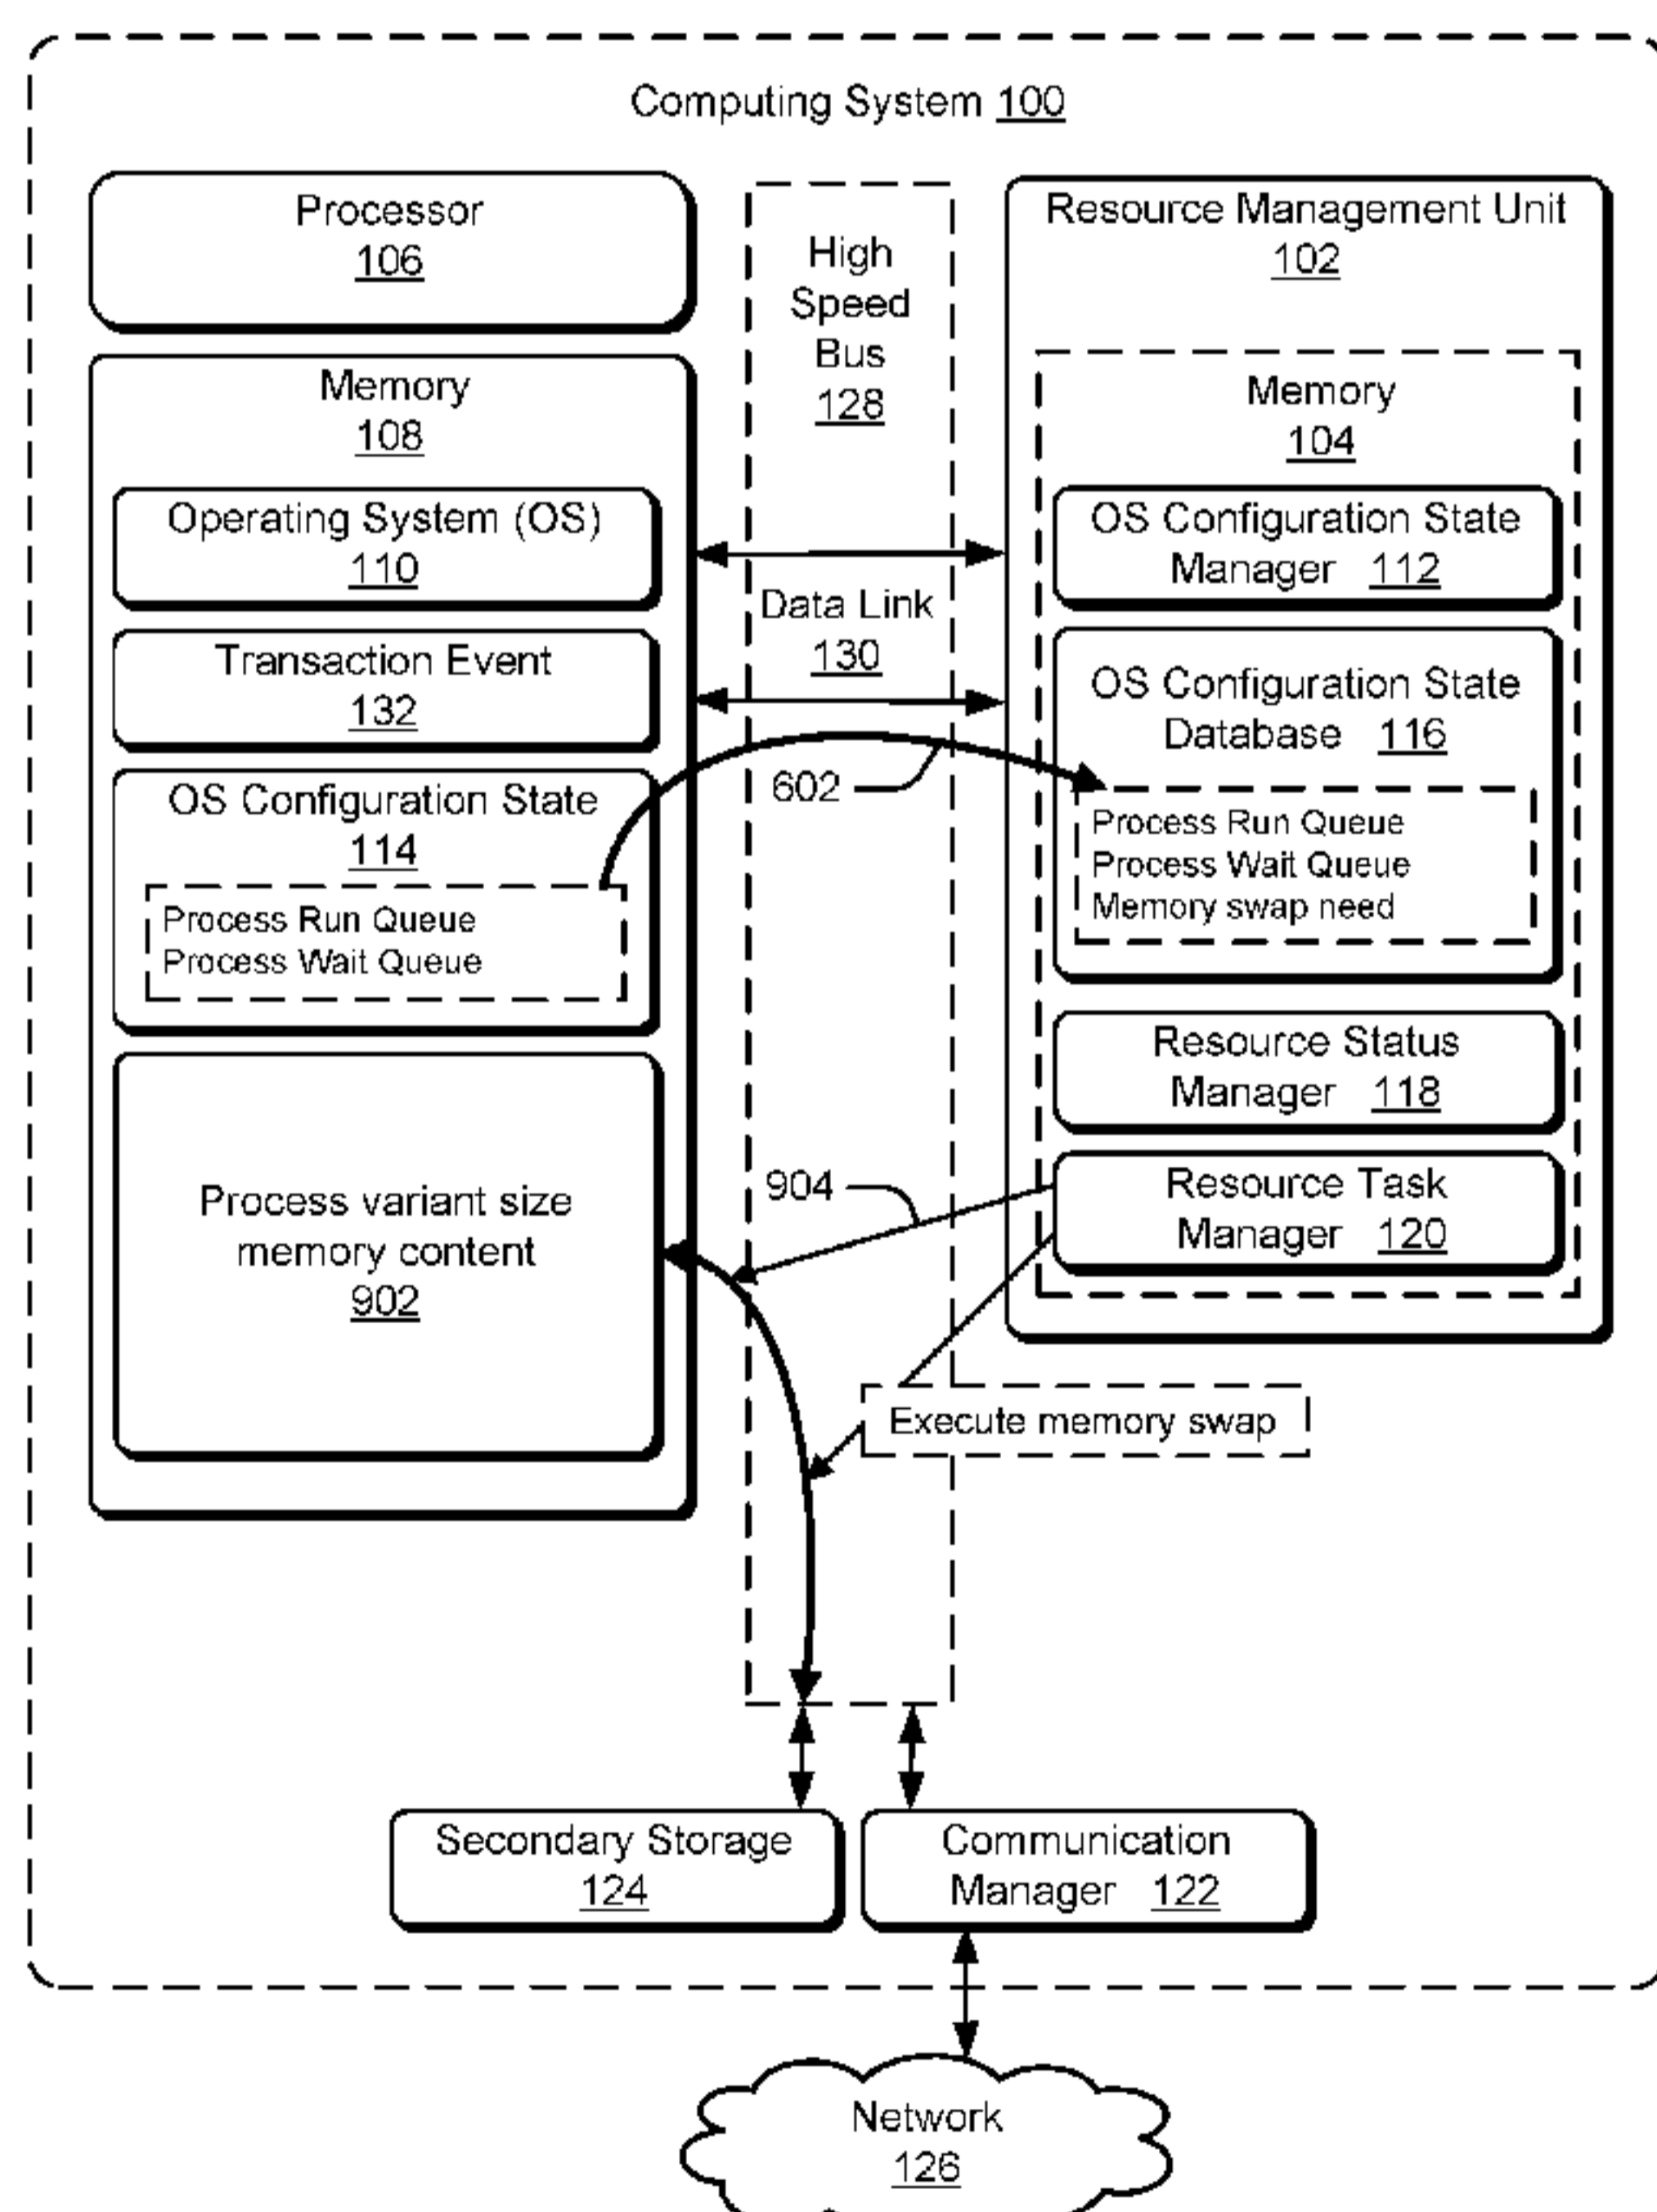 Computing System 100
Processor
106
Memory
108
Operating System (OS)
110
Transaction Event
132
OS Configuration State
114
Process Run Queue
Process Wait Queue
Process variant size
memory content
902
High
Speed
Bus
128
Data Link
130
602
904
Resource Management Unit
102
Memory
104
OS Configuration State
Manager 112
OS Configuration State
Database 116
Process Run Queue
Process Wait Queue
Memory swap need
Resource Status
Manager 118
Resource Task
Manager 120
Execute memory swap
Secondary Storage
124
Communication
Manager 122
Network
126